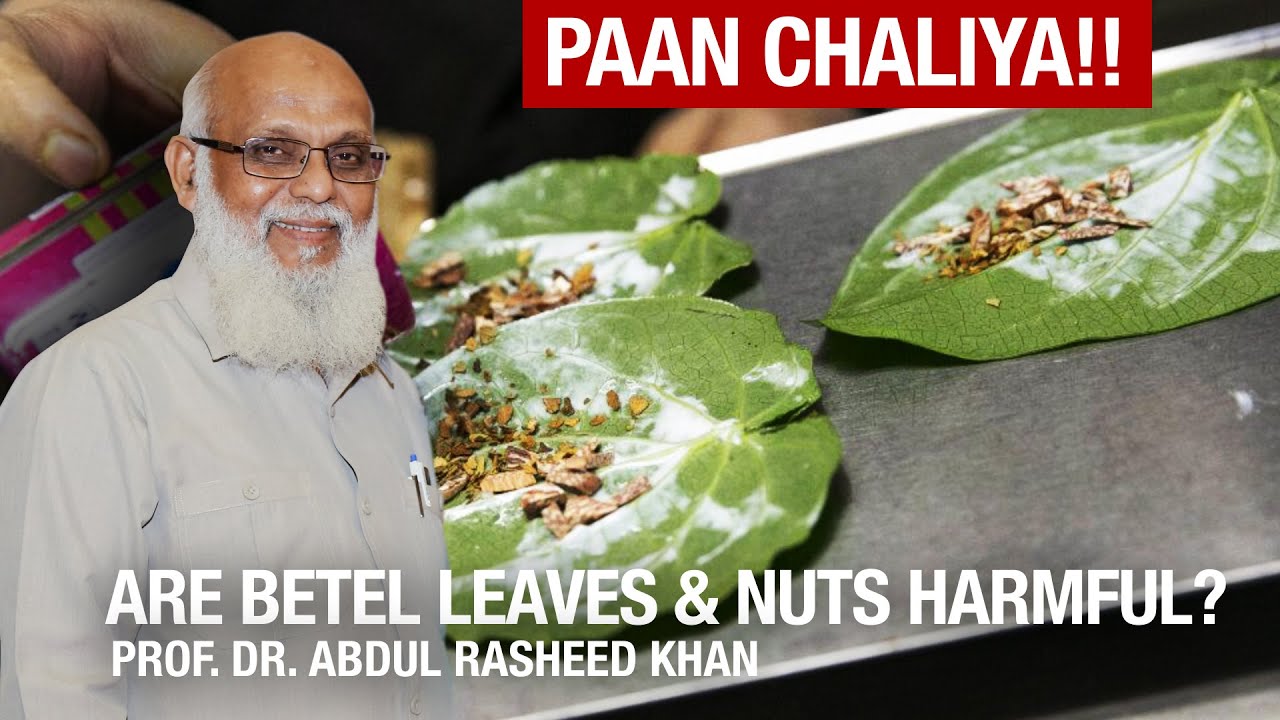 PAAN CHALIYA!!
ARE BETEL LEAVES & NUTS HARMFUL?
PROF. DR. ABDUL RASHEED KHAN